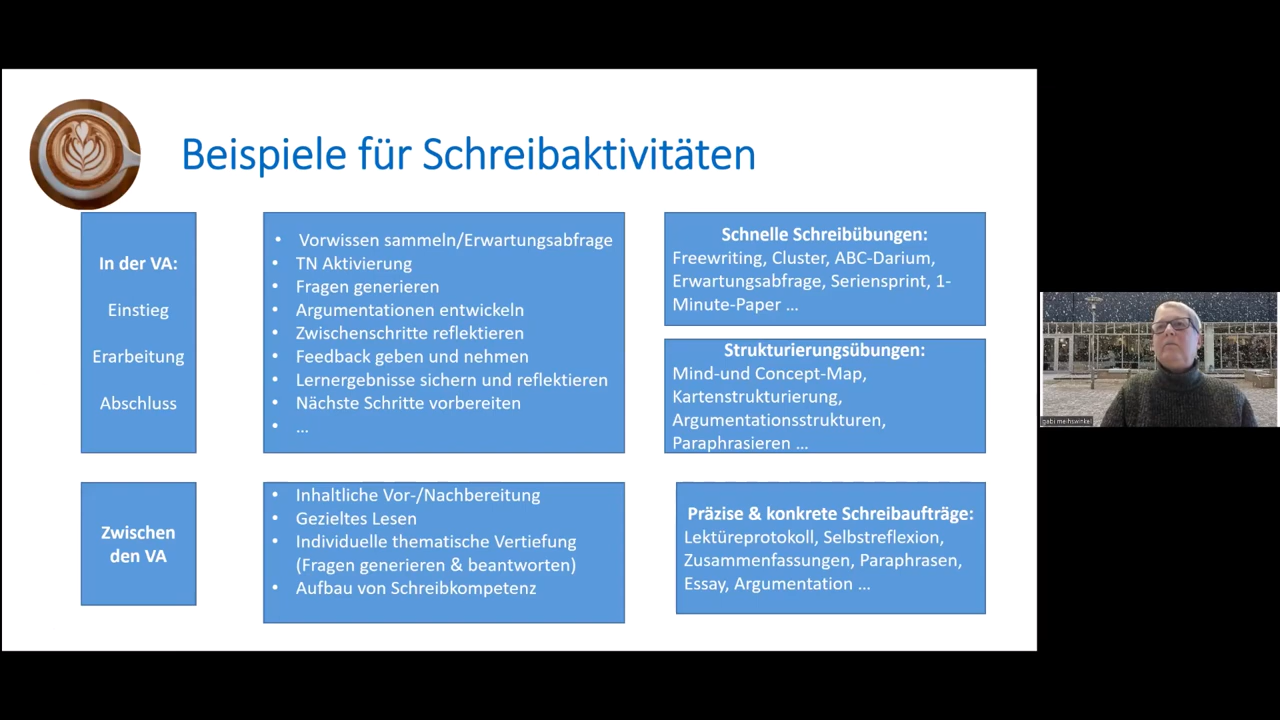 Beispiele für Schreibaktivitäten
In der VA:
Einstieg
Erarbeitung
Abschluss
• Vorwissen sammeln/Erwartungsabfrage
• TN Aktivierung
• Fragen generieren
• Argumentationen entwickeln
• Zwischenschritte reflektieren
• Feedback geben und nehmen
• Lernergebnisse sichern und reflektieren
• Nächste Schritte vorbereiten
• …
Schnelle Schreibübungen:
Freewriting, Cluster, ABC-Darium,
Erwartungsabfrage, Seriensprint, 1-
Minute-Paper …
Strukturierungsübungen:
Mind-und Concept-Map,
Kartenstrukturierung,
Argumentationsstrukturen,
Paraphrasieren …
Zwischen
den VA
• Inhaltliche Vor-/Nachbereitung
• Gezieltes Lesen
• Individuelle thematische Vertiefung
(Fragen generieren & beantworten)
• Aufbau von Schreibkompetenz
Präzise & konkrete Schreibaufträge:
Lektüreprotokoll, Selbstreflexion,
Zusammenfassungen, Paraphrasen,
Essay, Argumentation …
gabi meihswinkel